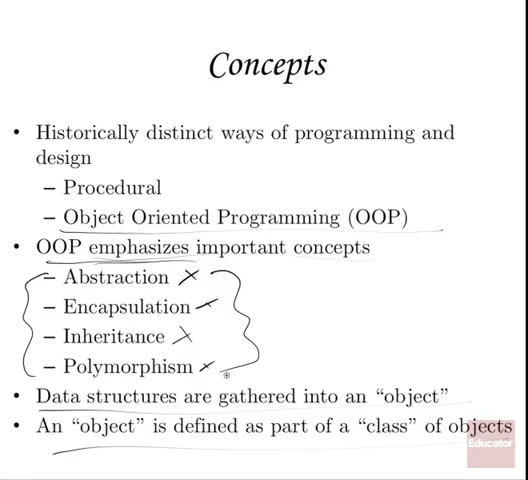 Concepts
• Historically distinct ways of programming and
design
– Procedural
– Object Oriented Programming (OOP)
• OOP emphasizes important concepts
– Abstraction
– Encapsulation
– Inheritance
– Polymorphism
• Data structures are gathered into an “object”
• An “object” is defined as part of a “class” of objects
Educator